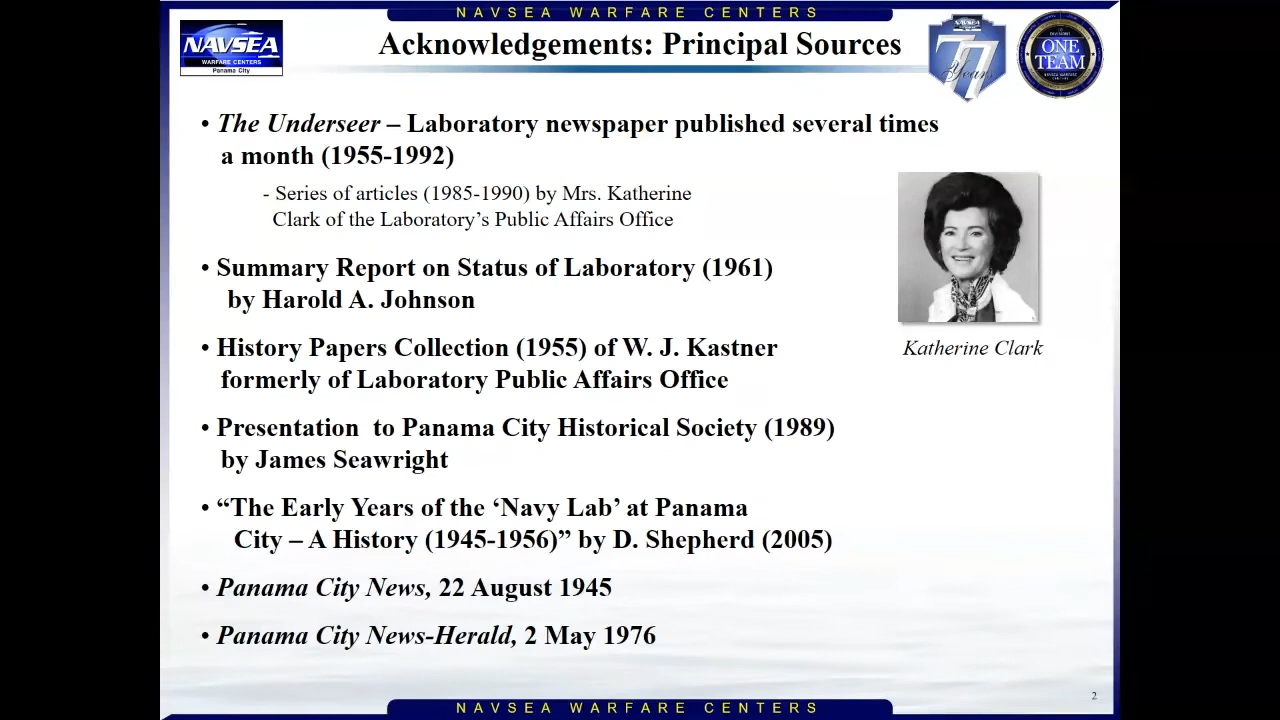 NAVSEA WARFARE CENTERS
NAVSEA
WARFARE CENTERS
Panama City
Acknowledgements: Principal Sources
NAVSEA
77
Years
ONE
TEAM
• The Underseer – Laboratory newspaper published several times
a month (1955-1992)
- Series of articles (1985-1990) by Mrs. Katherine
Clark of the Laboratory's Public Affairs Office
• Summary Report on Status of Laboratory (1961)
by Harold A. Johnson
Katherine Clark
• History Papers Collection (1955) of W. J. Kastner
formerly of Laboratory Public Affairs Office
• Presentation  to Panama City Historical Society (1989)
by James Seawright
• “The Early Years of the ‘Navy Lab’ at Panama
City – A History (1945-1956)” by D. Shepherd (2005)
• Panama City News, 22 August 1945
• Panama City News-Herald, 2 May 1976
2
NAVSEA WARFARE CENTERS